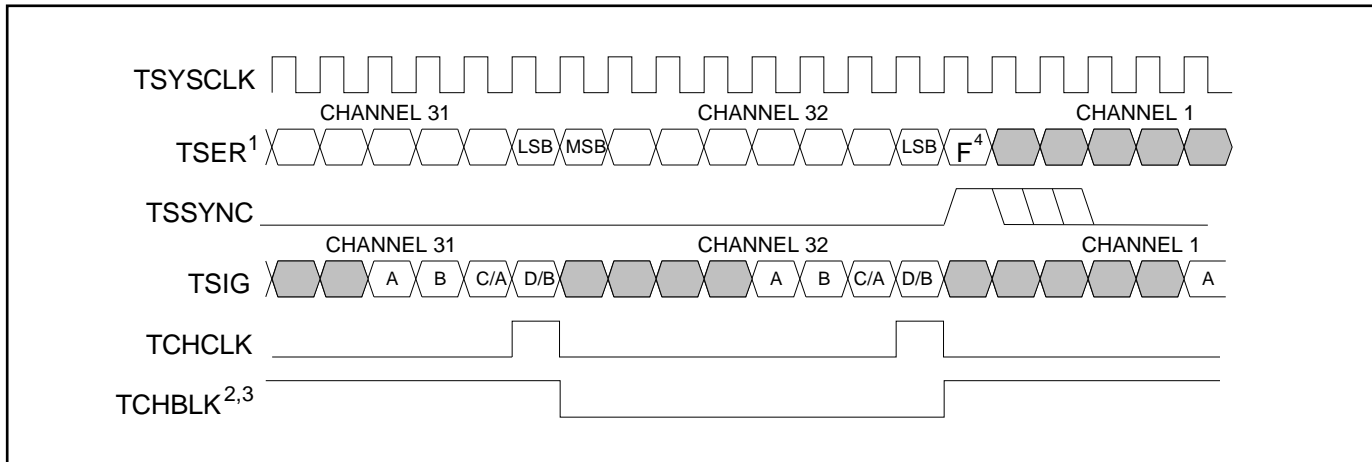 TSYSCLK
CHANNEL 31 CHANNEL 32 CHANNEL 1
TSER1 LSB MSB LSB F4
TSSYNC
CHANNEL 31 CHANNEL 32 CHANNEL 1
TSIG A B C/A D/B A B C/A D/B A
TCHCLK
TCHBLK2,3